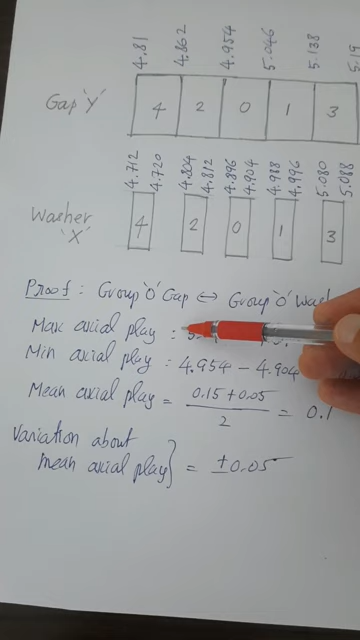 4.81 4.862 4.954 5.046 5.138 5.19
Gap 'Y' 4 2 0 1 3
4.712 4.720 4.804 4.812 4.896 4.904 4.988 4.996 5.080 5.088
Washer 'X' 4 2 0 1 3
Proof : Group 'O' Gap ↔ Group 'O' Was
Max axial play :
Min axial play : 4.954 - 4.904
Mean axial play = 0.15 + 0.05 / 2 = 0.1
Variation about
mean axial play } = ± 0.05